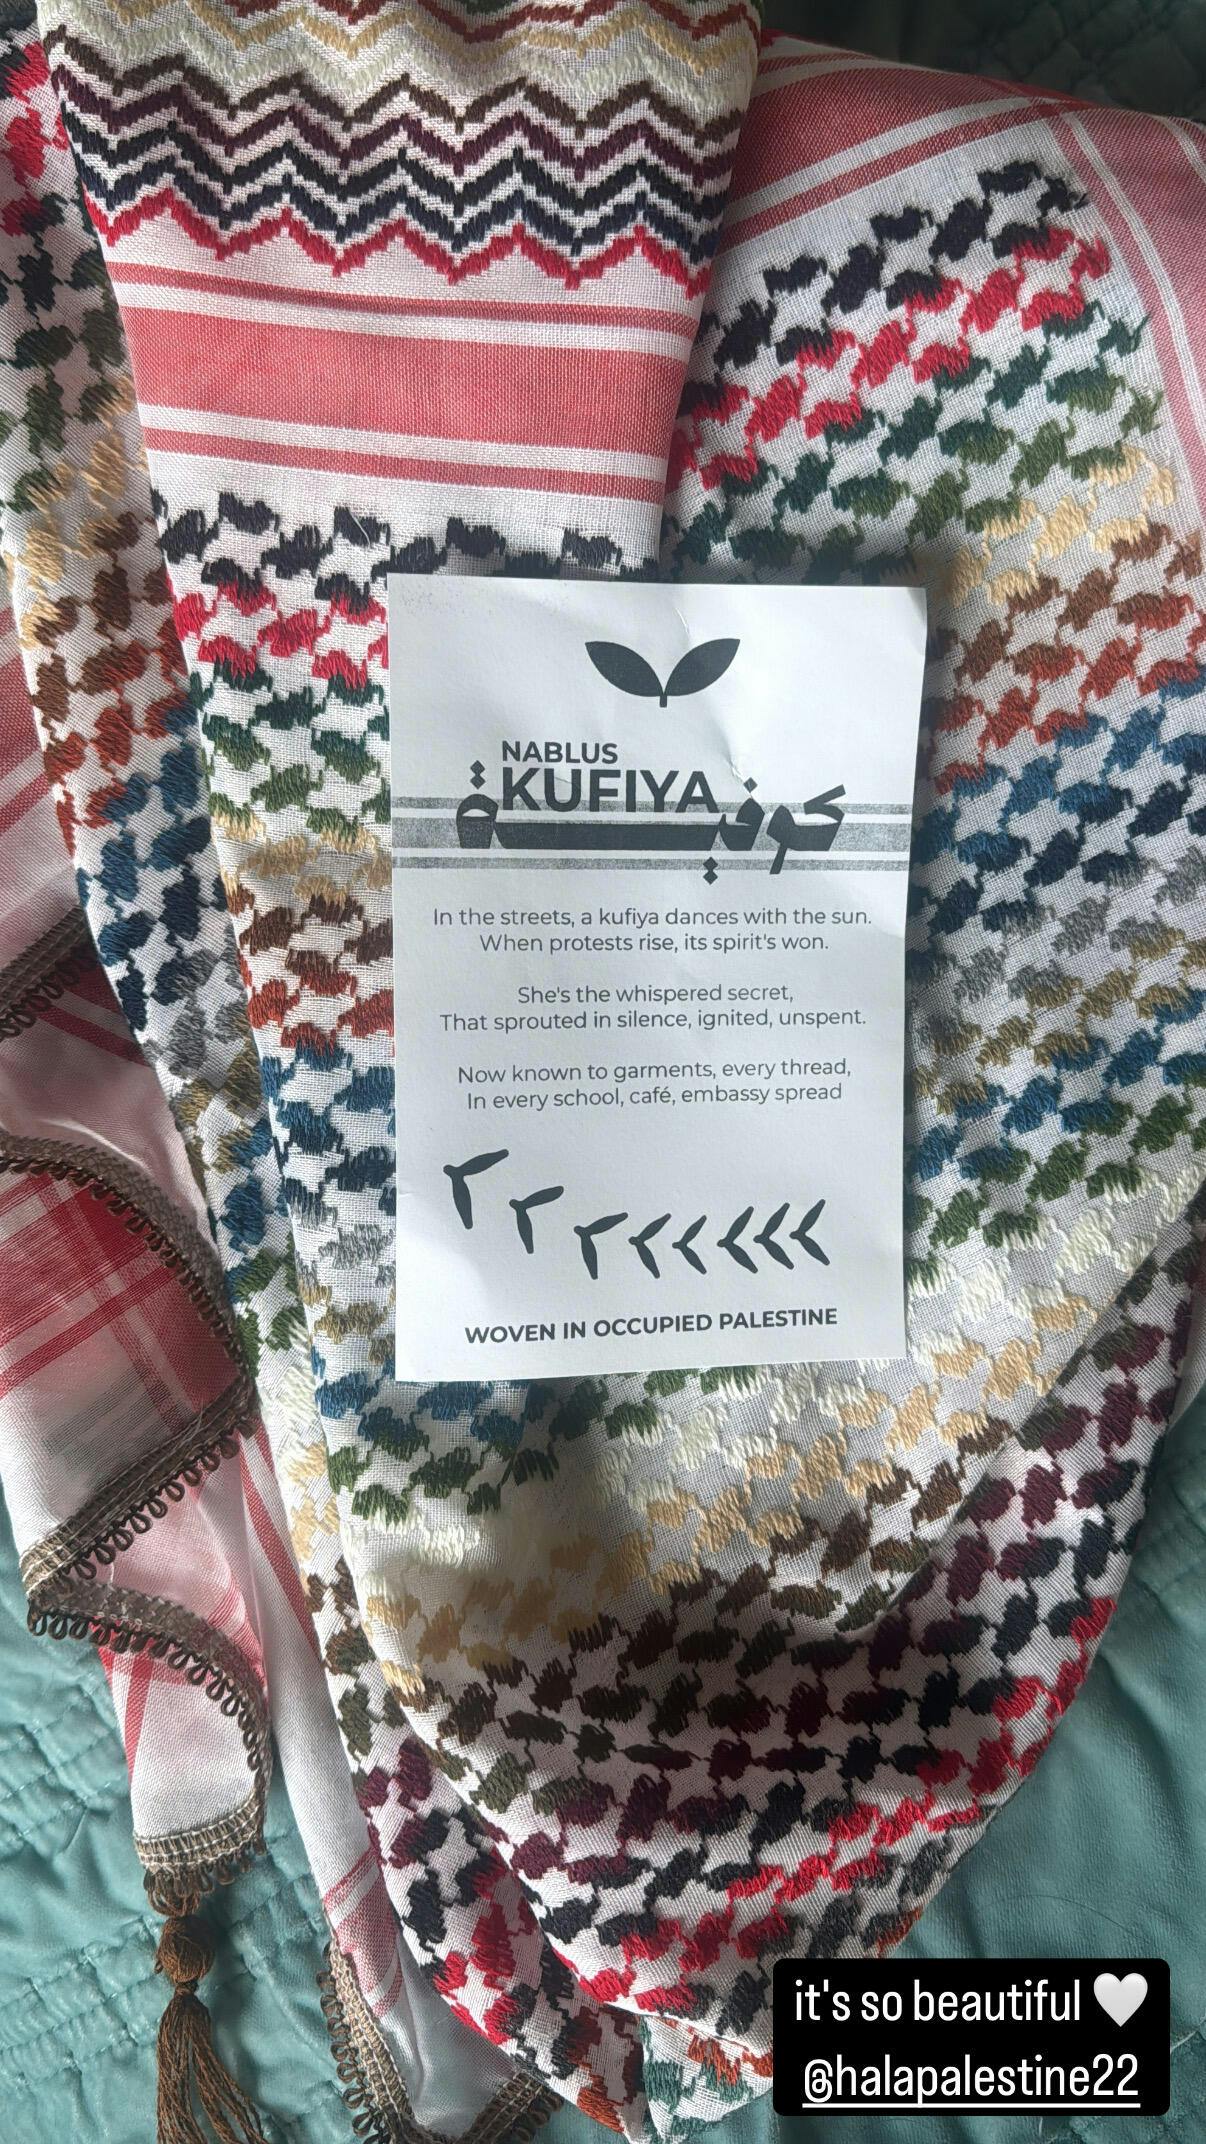 NABLUS
KUFIYA
كوفية
In the streets, a kufiya dances with the sun.
When protests rise, its spirit's won.
She's the whispered secret,
That sprouted in silence, ignited, unspent.
Now known to garments, every thread,
In every school, café, embassy spread
WOVEN IN OCCUPIED PALESTINE
it's so beautiful 🤍
@halapalestine22